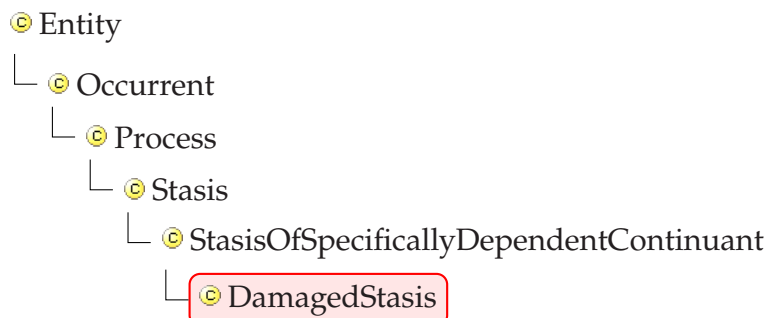 Entity
Occurrent
Process
Stasis
StasisOfSpecificallyDependentContinuant
DamagedStasis